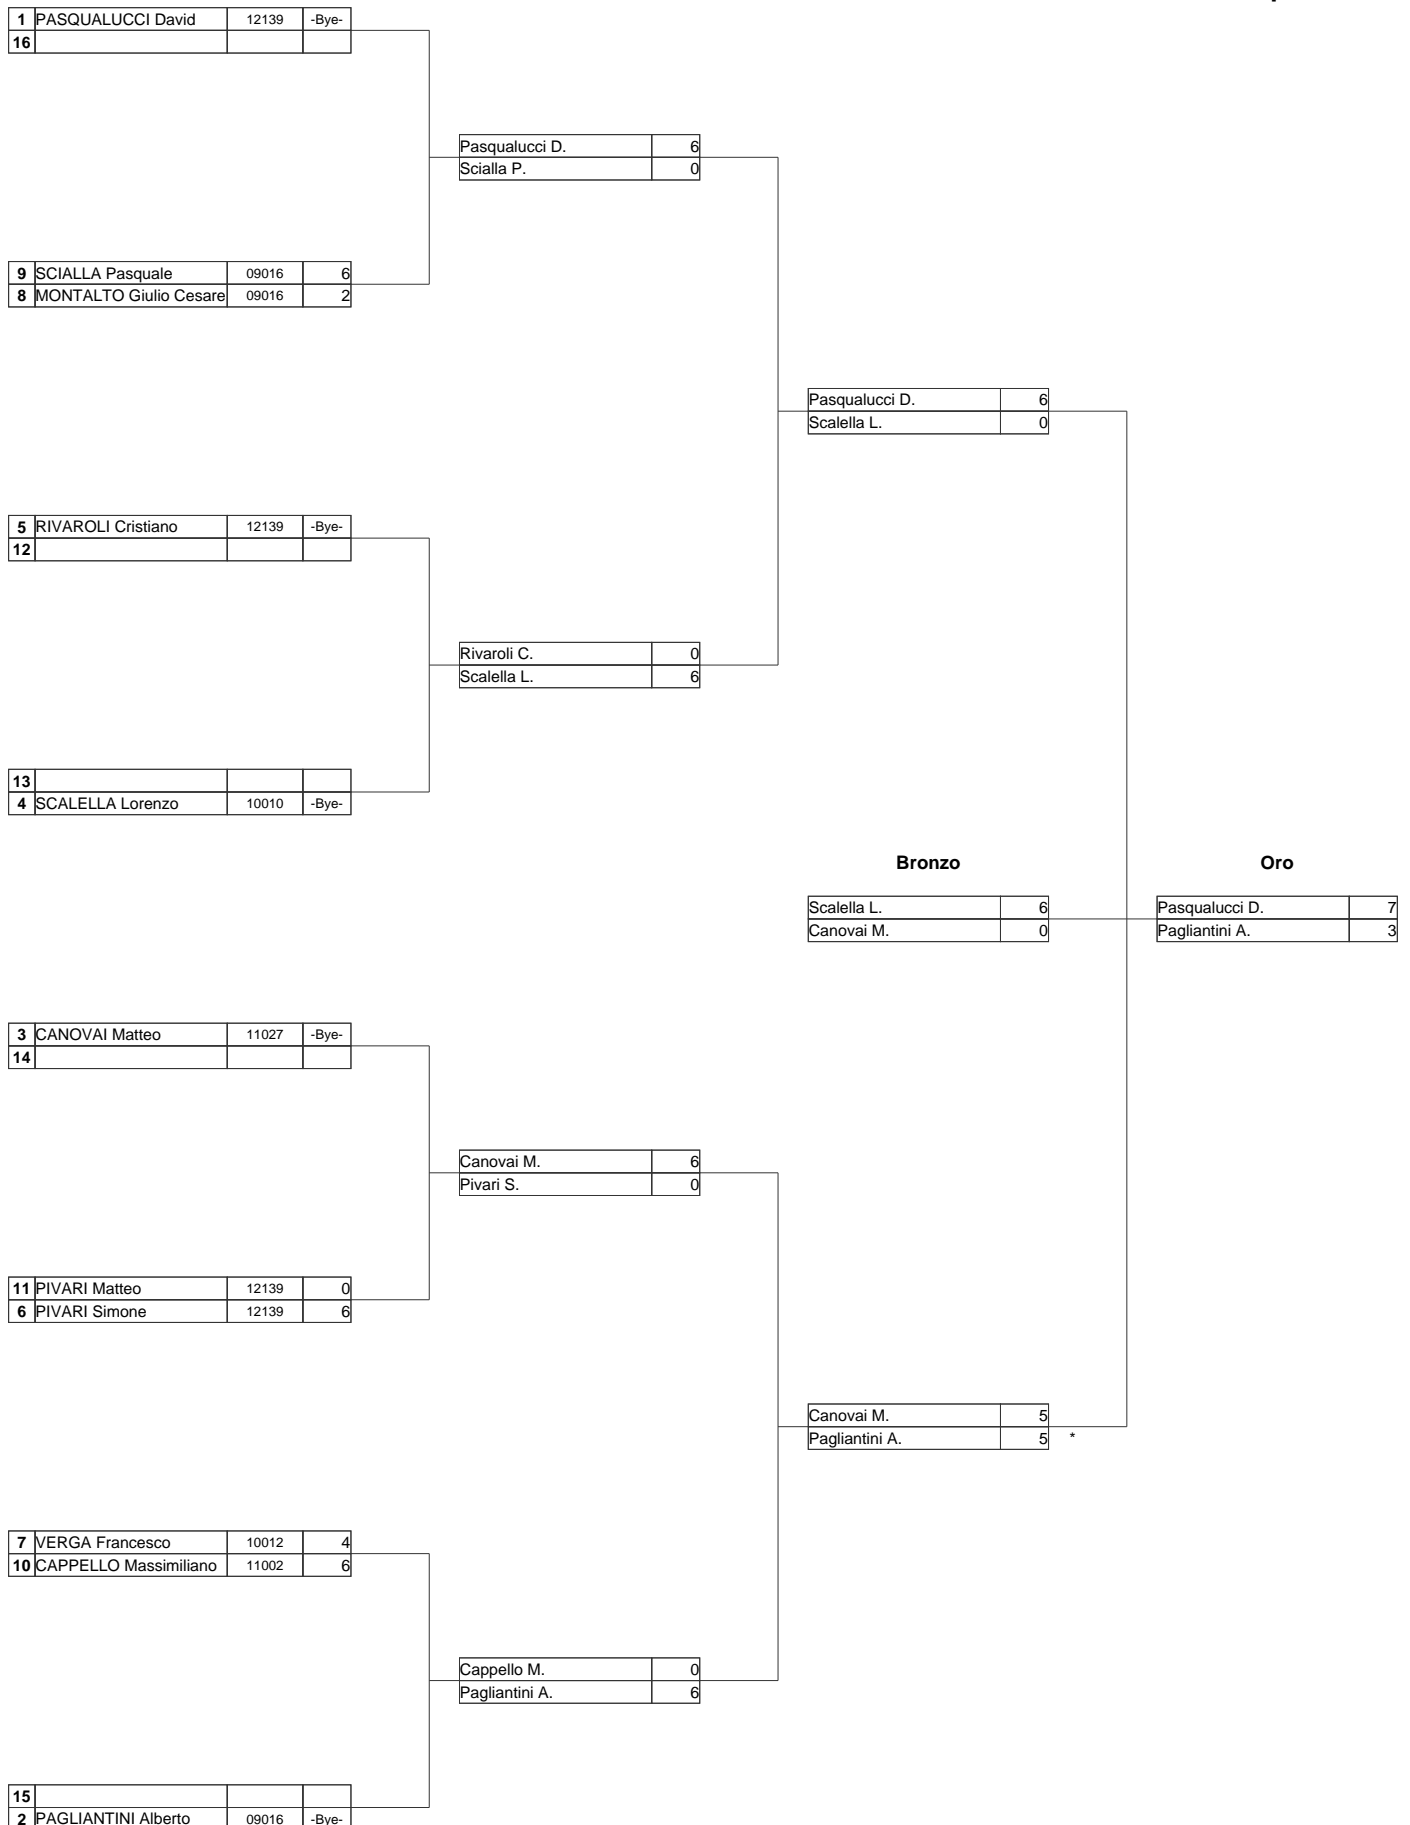 1 PASQUALUCCI David 12139 -Bye-
16
Pasqualucci D. 6
Scialla P. 0
9 SCIALLA Pasquale 09016 6
8 MONTALTO Giulio Cesare 09016 2
Pasqualucci D. 6
Scalella L. 0
5 RIVAROLI Cristiano 12139 -Bye-
12
Rivaroli C. 0
Scalella L. 6
13
4 SCALELLA Lorenzo 10010 -Bye-
Bronzo Oro
Scalella L. 6 Pasqualucci D. 7
Canovai M. 0 Pagliantini A. 3
3 CANOVAI Matteo 11027 -Bye-
14
Canovai M. 6
Pivari S. 0
11 PIVARI Matteo 12139 0
6 PIVARI Simone 12139 6
Canovai M. 5
Pagliantini A. 5 *
7 VERGA Francesco 10012 4
10 CAPPELLO Massimiliano 11002 6
Cappello M. 0
Pagliantini A. 6
15
2 PAGLIANTINI Alberto 09016 -Bye-